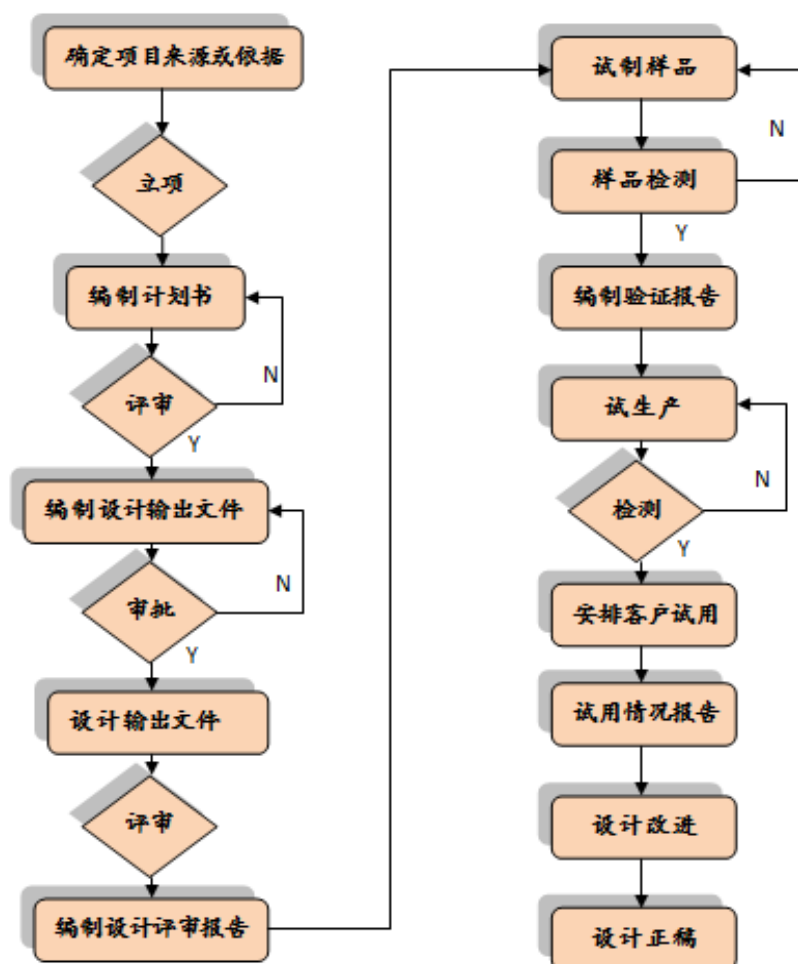 确定项目来源或依据
立项
编制计划书
N
评审
Y
编制设计输出文件
N
审批
Y
设计输出文件
评审
编制设计评审报告
试制样品
N
样品检测
Y
编制验证报告
试生产
N
检测
Y
安排客户试用
试用情况报告
设计改进
设计正稿